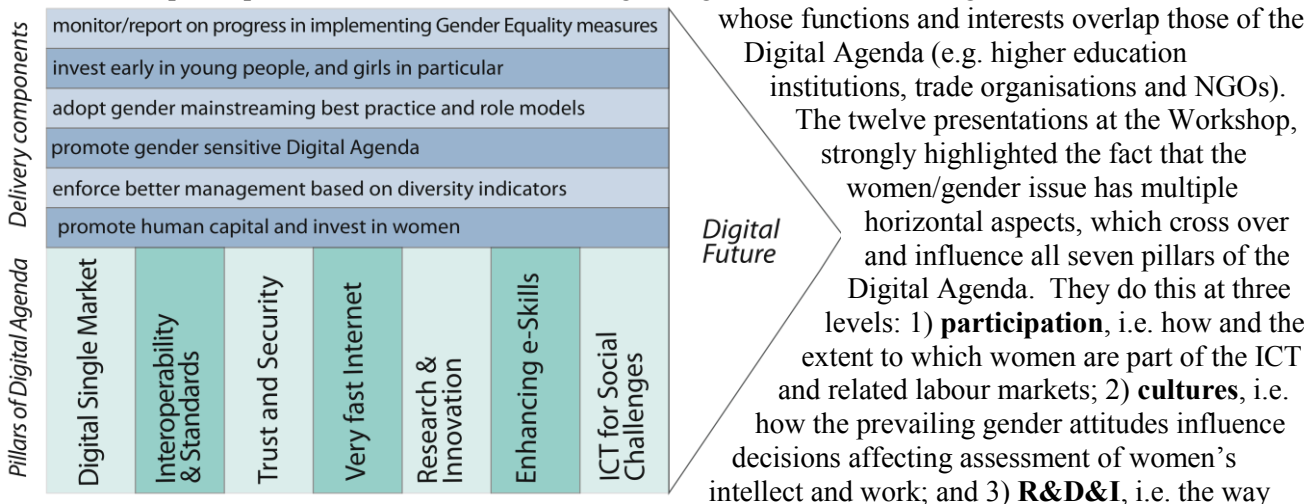 monitor/report on progress in implementing Gender Equality measures
invest early in young people, and girls in particular
adopt gender mainstreaming best practice and role models
promote gender sensitive Digital Agenda
enforce better management based on diversity indicators
promote human capital and invest in women
Delivery components
Pillars of Digital Agenda
Digital Single Market
Interoperability
& Standards
Trust and Security
Very fast Internet
Research &
Innovation
Enhancing e-Skills
ICT for Social
Challenges
Digital
Future
whose functions and interests overlap those of the
Digital Agenda (e.g. higher education
institutions, trade organisations and NGOs).
The twelve presentations at the Workshop,
strongly highlighted the fact that the
women/gender issue has multiple
horizontal aspects, which cross over
and influence all seven pillars of the
Digital Agenda. They do this at three
levels: 1) participation, i.e. how and the
extent to which women are part of the ICT
and related labour markets; 2) cultures, i.e.
how the prevailing gender attitudes influence
decisions affecting assessment of women's
intellect and work; and 3) R&D&I, i.e. the way